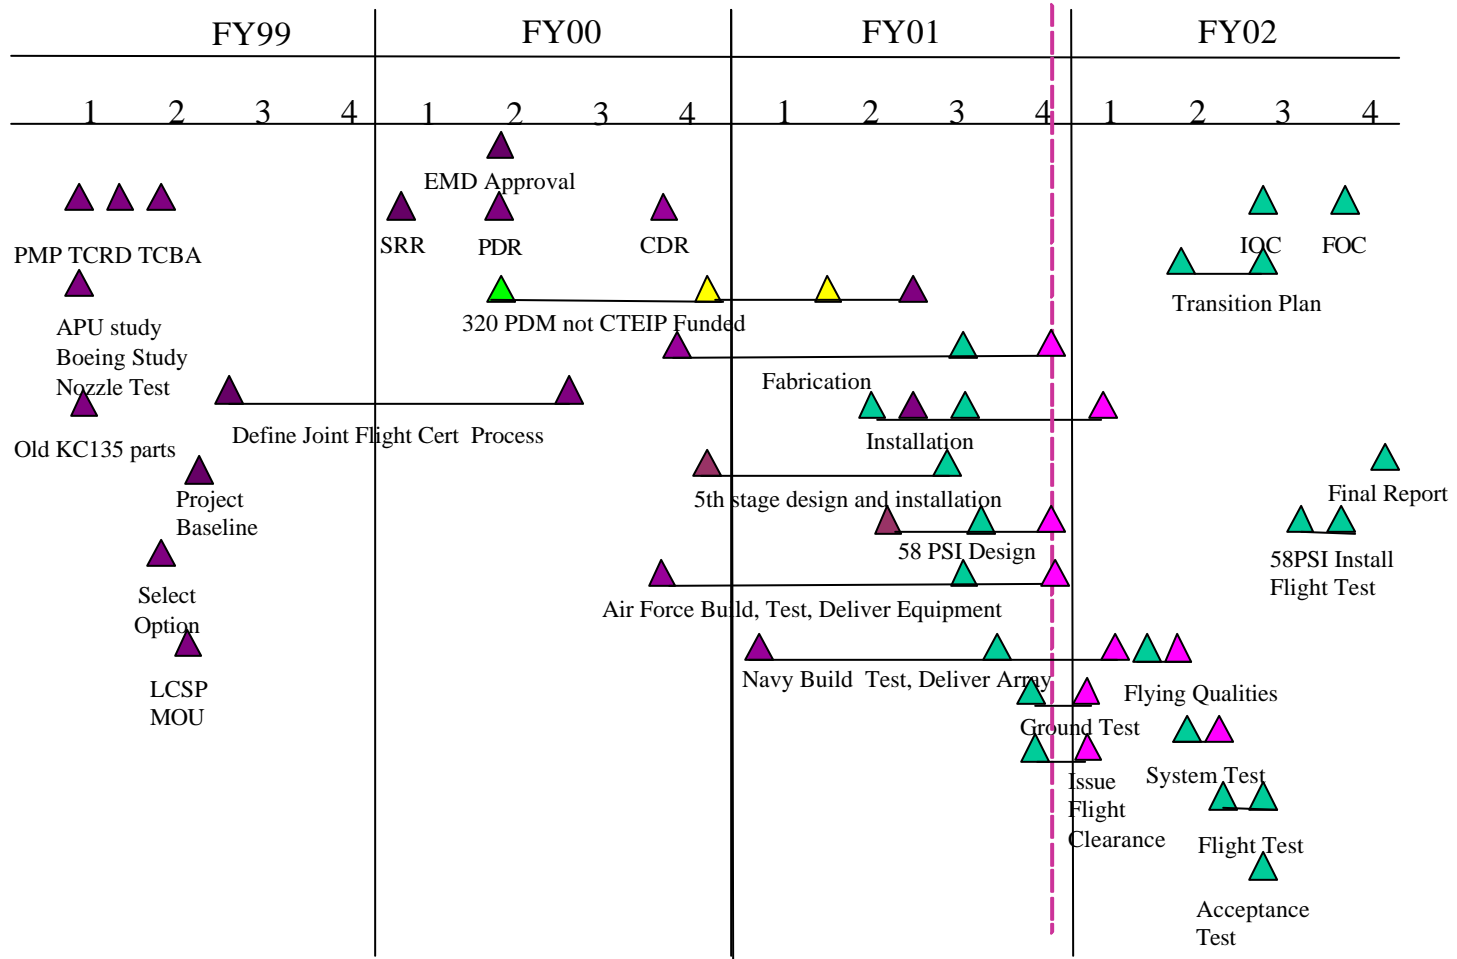 FY99 FY00 FY01 FY02
1 2 3 4 1 2 3 4 1 2 3 4 1 2 3 4
EMD Approval
SRR PDR CDR IOC FOC
PMP TCRD TCBA
Transition Plan
320 PDM not CTEIP Funded
APU study
Boeing Study
Nozzle Test
Fabrication
Define Joint Flight Cert Process
Installation
Old KC135 parts
5th stage design and installation
Final Report
Project
Baseline
58 PSI Design
58PSI Install
Flight Test
Select
Option
Air Force Build, Test, Deliver Equipment
LCSP
MOU
Navy Build Test, Deliver Array
Flying Qualities
Ground Test
System Test
Issue
Flight
Clearance
Flight Test
Acceptance
Test